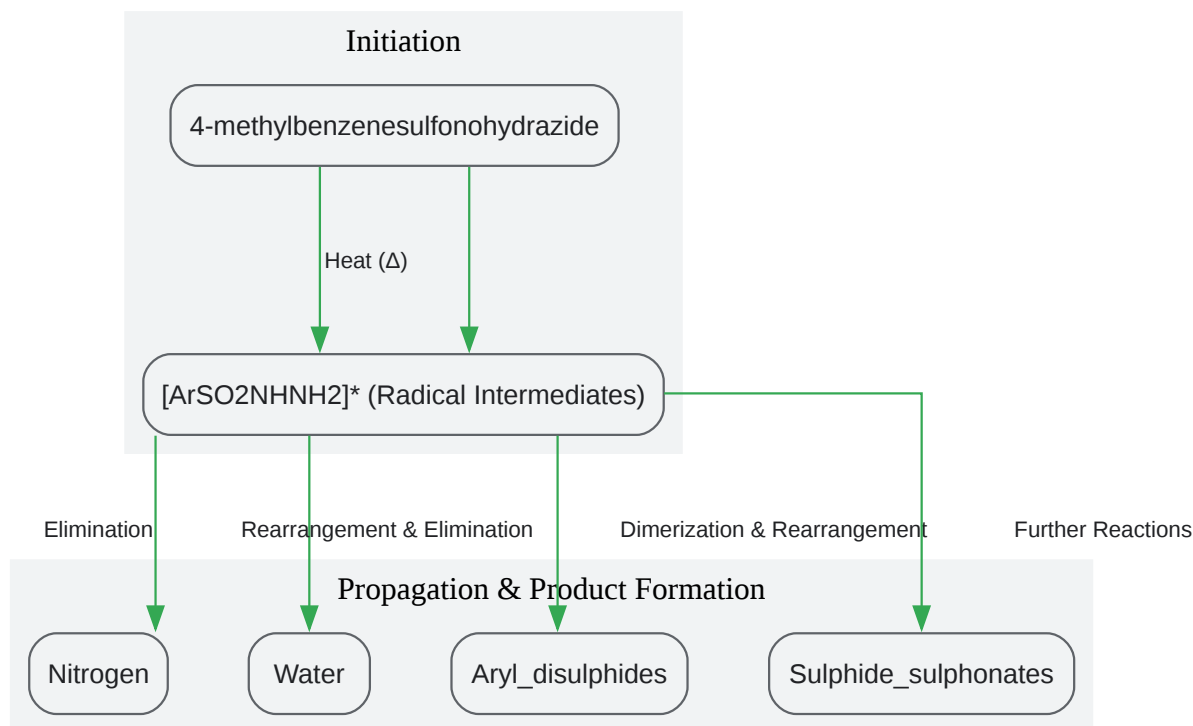 Initiation
4-methylbenzenesulfonohydrazide
Heat (Δ)
[ArSO2NHNH2]* (Radical Intermediates)
Elimination
Rearrangement & Elimination
Dimerization & Rearrangement
Further Reactions
Propagation & Product Formation
Nitrogen
Water
Aryl_disulphides
Sulphide_sulphonates